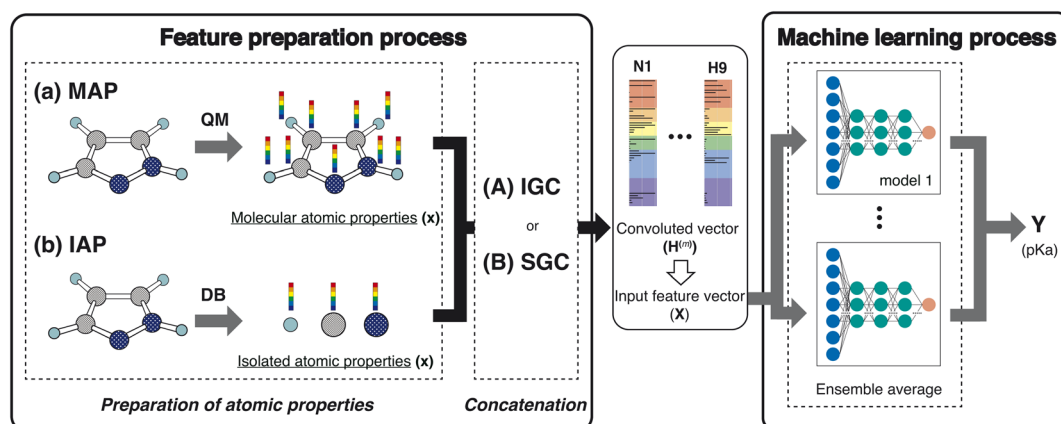 Feature preparation process
(a) MAP
QM
Molecular atomic properties (x)
(b) IAP
DB
Isolated atomic properties (x)
Preparation of atomic properties
(A) IGC
or
(B) SGC
Concatenation
N1 H9
Convoluted vector
(H(m))
Input feature vector
(X)
Machine learning process
model 1
Ensemble average
Y
(pKa)